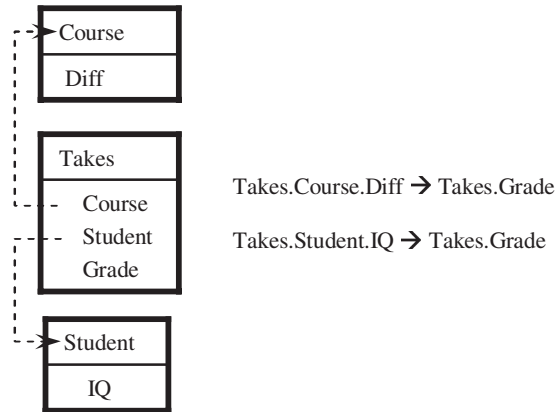 Course
Diff
Takes
Course
Student
Grade
Takes.Course.Diff → Takes.Grade
Takes.Student.IQ → Takes.Grade
Student
IQ